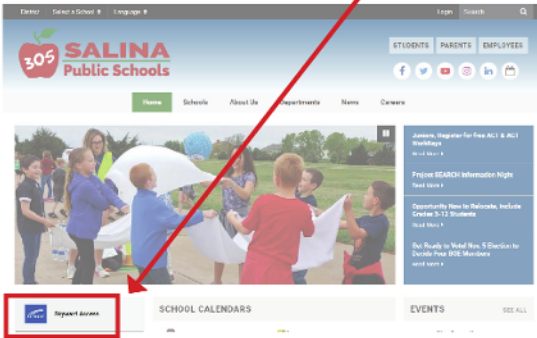 District Select a School Language Login Search
305
SALINA
Public Schools
STUDENTS PARENTS EMPLOYEES
Home Schools About Us Departments News Careers
Juniors, Register for Free ACT & ACT
WorkKeys
Read More
Project SEARCH Information Night
Read More
Opportunity Now to Relocate, Include
Grades 5-12 Students
Read More
Get Ready to Vote! Nov. 5 Election to
Decide Four BOE Members
Read More
Skyward Access
SCHOOL CALENDARS
EVENTS
SEE ALL